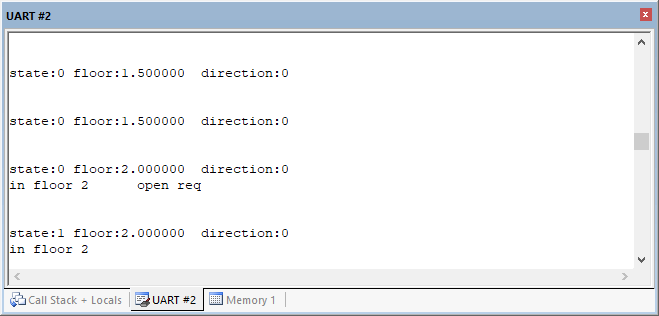 UART #2
state:0 floor:1.500000  direction:0
state:0 floor:1.500000  direction:0
state:0 floor:2.000000  direction:0
in floor 2      open req
state:1 floor:2.000000  direction:0
in floor 2
Call Stack + Locals
UART #2
Memory 1